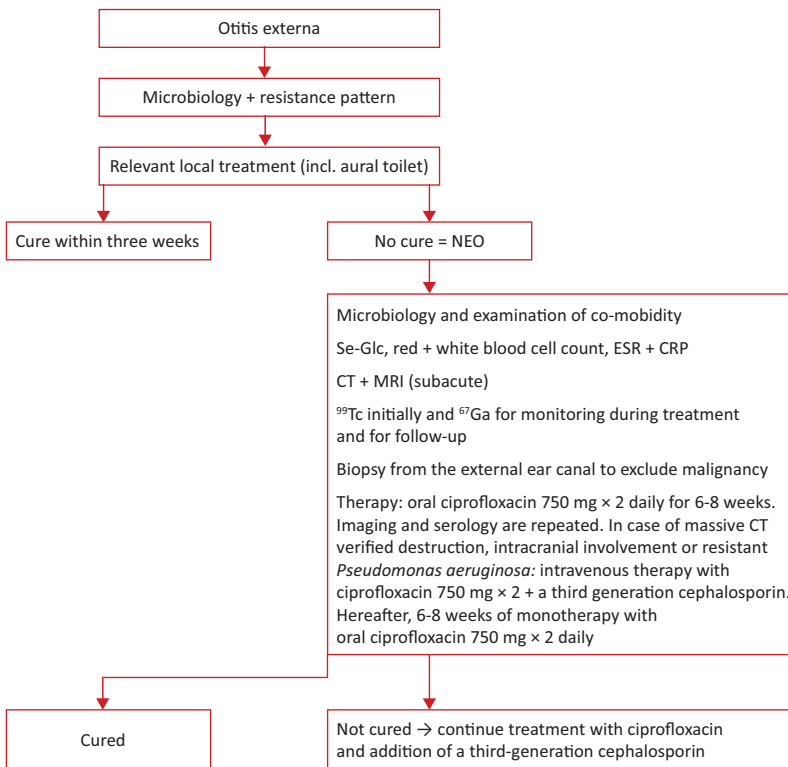 Otitis externa
Microbiology + resistance pattern
Relevant local treatment (incl. aural toilet)
Cure within three weeks
No cure = NEO
Microbiology and examination of co-mobidity
Se-Glc, red + white blood cell count, ESR + CRP
CT + MRI (subacute)
⁹⁹Tc initially and ⁶⁷Ga for monitoring during treatment
and for follow-up
Biopsy from the external ear canal to exclude malignancy
Therapy: oral ciprofloxacin 750 mg × 2 daily for 6-8 weeks.
Imaging and serology are repeated. In case of massive CT
verified destruction, intracranial involvement or resistant
Pseudomonas aeruginosa: intravenous therapy with
ciprofloxacin 750 mg × 2 + a third generation cephalosporin.
Hereafter, 6-8 weeks of monotherapy with
oral ciprofloxacin 750 mg × 2 daily
Cured
Not cured → continue treatment with ciprofloxacin
and addition of a third-generation cephalosporin